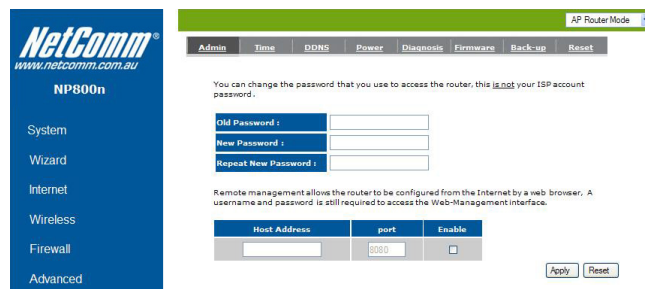 AP Router Mode
NetComm®
www.netcomm.com.au
NP800n
System
Wizard
Internet
Wireless
Firewall
Advanced
Admin Time DDNS Power Diagnosis Firmware Back-up Reset
You can change the password that you use to access the router, this is not your ISP account
password.
Old Password :
New Password :
Repeat New Password :
Remote management allows the router to be configured from the Internet by a web browser, A
username and password is still required to access the Web-Management interface.
Host Address port Enable
8080
Apply Reset